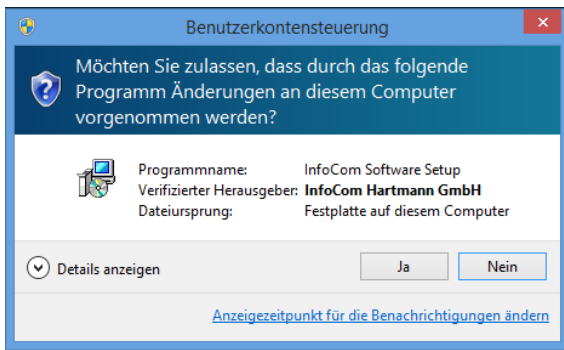 Benutzerkontensteuerung
Möchten Sie zulassen, dass durch das folgende
Programm Änderungen an diesem Computer
vorgenommen werden?
Programmname: InfoCom Software Setup
Verifizierter Herausgeber: InfoCom Hartmann GmbH
Dateiursprung: Festplatte auf diesem Computer
Details anzeigen Ja Nein
Anzeigezeitpunkt für die Benachrichtigungen ändern